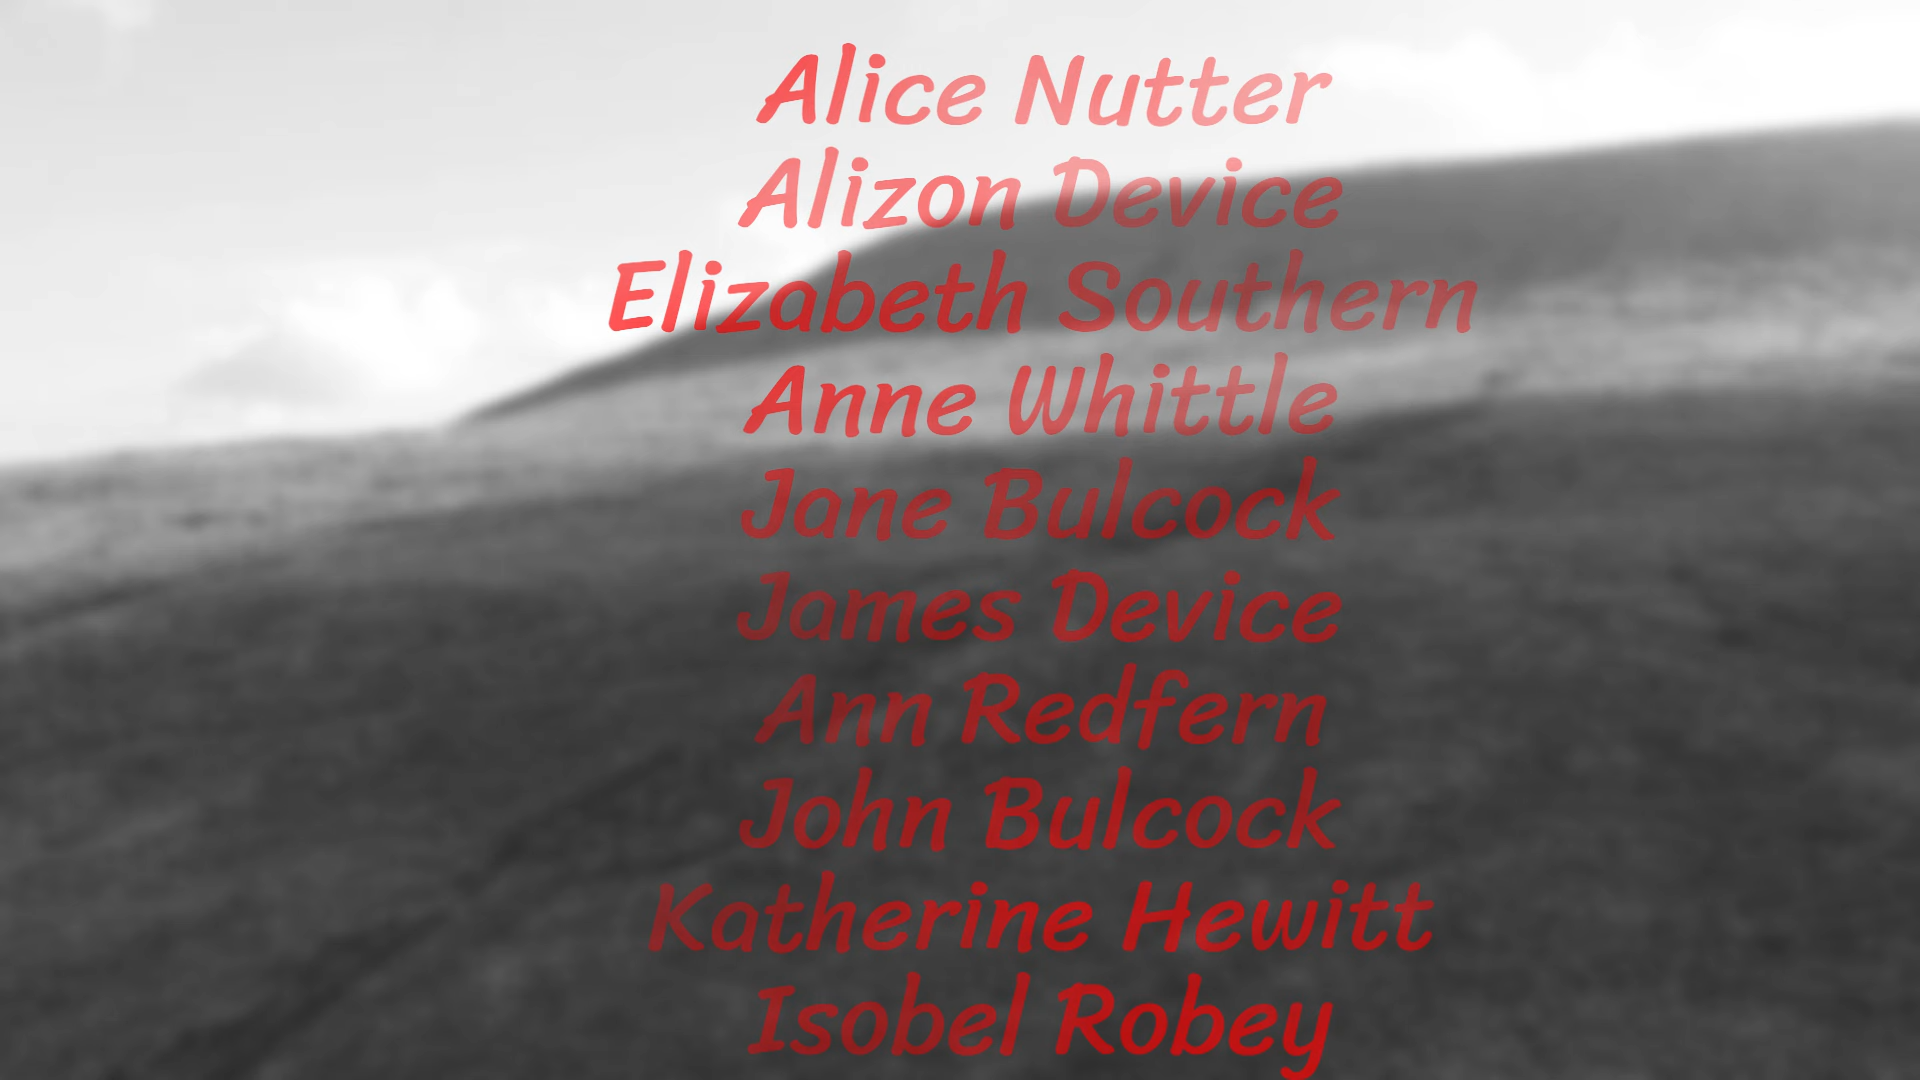 Alice Nutter
Alizon Device
Elizabeth Southern
Anne Whittle
Jane Bulcock
James Device
Ann Redfern
John Bulcock
Katherine Hewitt
Isobel Robey